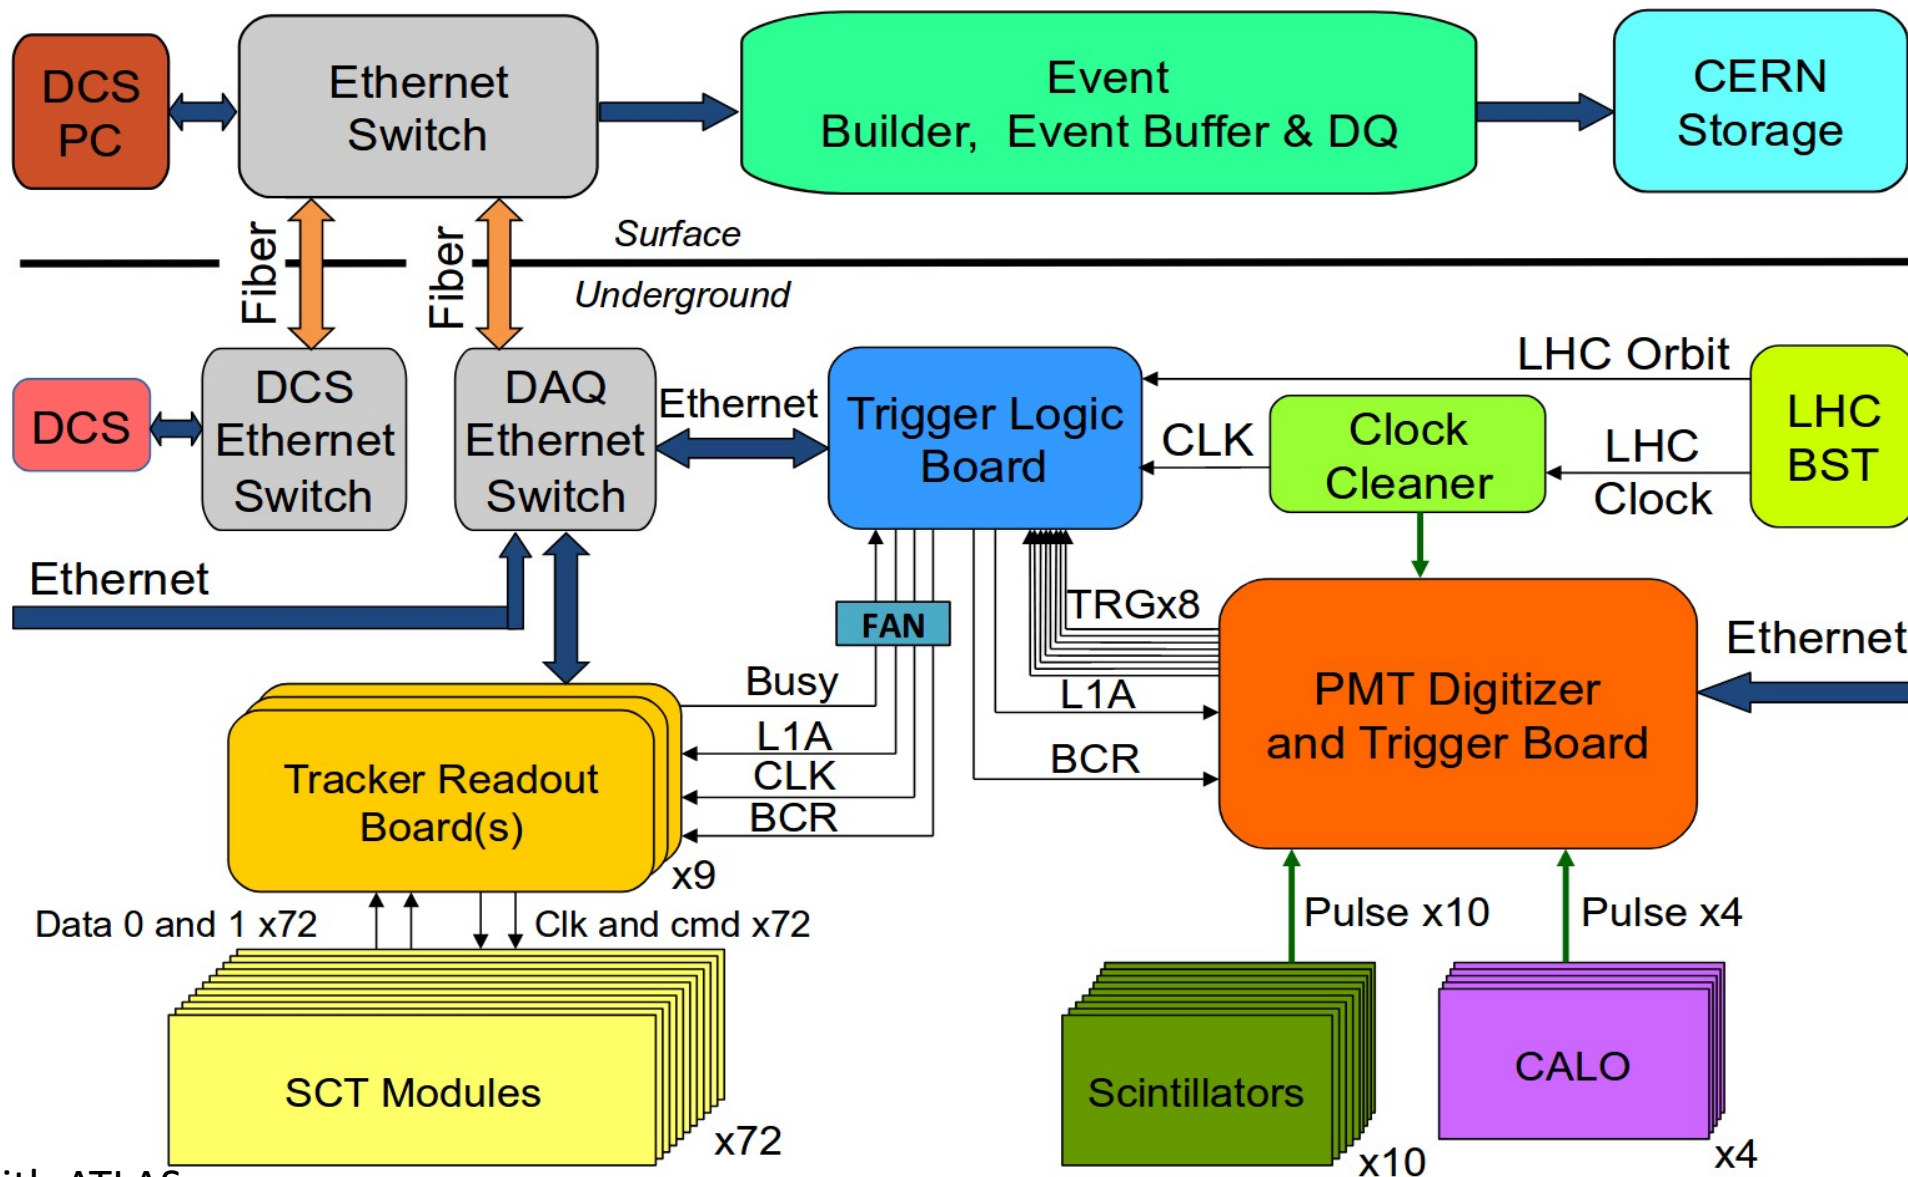 DCS
PC
Ethernet
Switch
Event
Builder, Event Buffer & DQ
CERN
Storage
Fiber
Fiber
Surface
Underground
DCS
DCS
Ethernet
Switch
DAQ
Ethernet
Switch
Ethernet
Trigger Logic
Board
LHC Orbit
CLK
Clock
Cleaner
LHC
Clock
LHC
BST
Ethernet
FAN
TRGx8
Busy
L1A
CLK
BCR
L1A
BCR
PMT Digitizer
and Trigger Board
Ethernet
Tracker Readout
Board(s)
x9
Data 0 and 1 x72
Clk and cmd x72
Pulse x10
Pulse x4
SCT Modules
x72
Scintillators
x10
CALO
x4